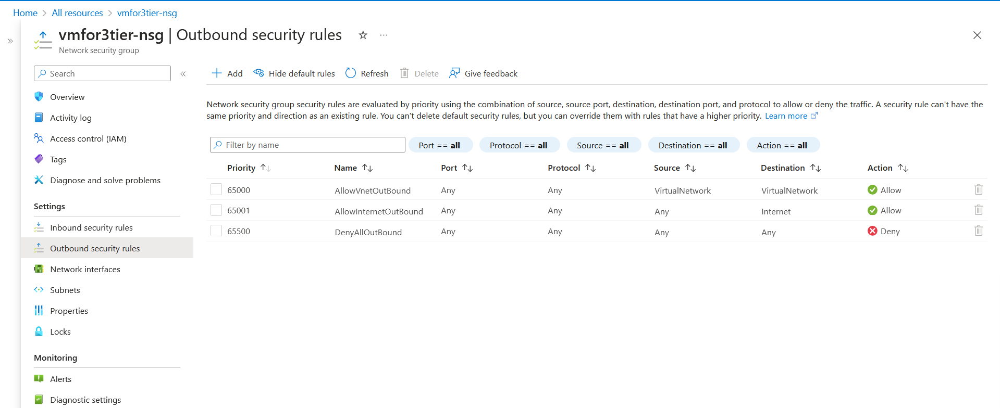 Home > All resources > vmfor3tier-nsg
vmfor3tier-nsg | Outbound security rules
Network security group
Search
Overview
Activity log
Access control (IAM)
Tags
Diagnose and solve problems
Settings
Inbound security rules
Outbound security rules
Network interfaces
Subnets
Properties
Locks
Monitoring
Alerts
Diagnostic settings
Add Hide default rules Refresh Delete Give feedback
Network security group security rules are evaluated by priority using the combination of source, source port, destination, destination port, and protocol to allow or deny the traffic. A security rule can't have the
same priority and direction as an existing rule. You can't delete default security rules, but you can override them with rules that have a higher priority. Learn more
Filter by name Port == all Protocol == all Source == all Destination == all Action == all
Priority Name Port Protocol Source Destination Action
65000 AllowVnetOutBound Any Any VirtualNetwork VirtualNetwork Allow
65001 AllowInternetOutBound Any Any Any Internet Allow
65500 DenyAllOutBound Any Any Any Any Deny